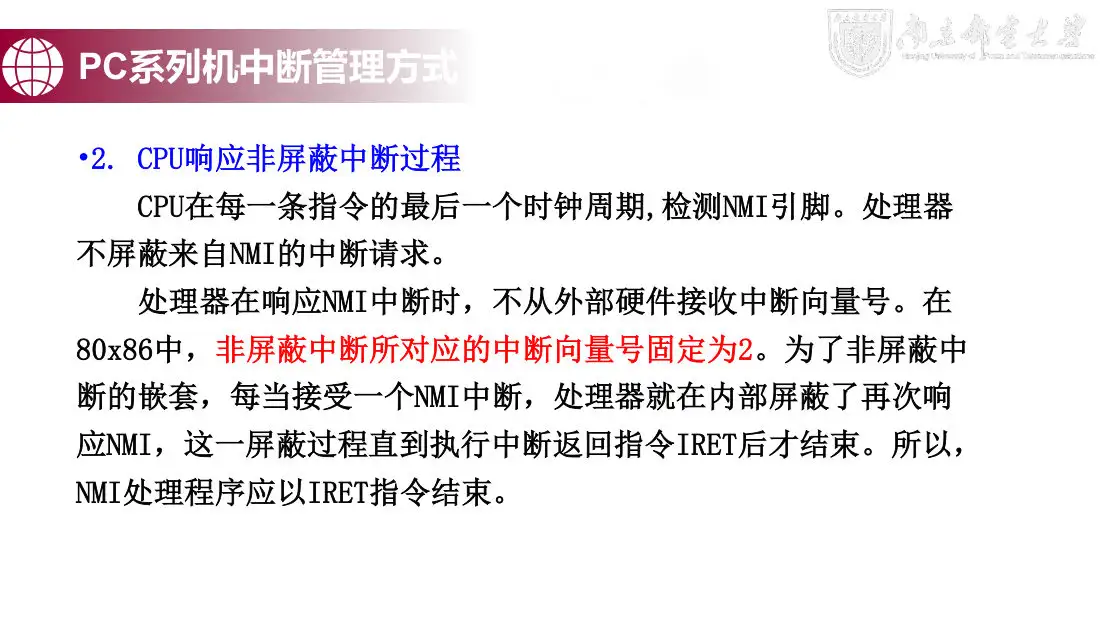 PC系列机中断管理方式
南京邮电大学
•2. CPU响应非屏蔽中断过程
CPU在每一条指令的最后一个时钟周期,检测NMI引脚。处理器
不屏蔽来自NMI的中断请求。
处理器在响应NMI中断时，不从外部硬件接收中断向量号。在
80x86中，非屏蔽中断所对应的中断向量号固定为2。为了非屏蔽中
断的嵌套，每当接受一个NMI中断，处理器就在内部屏蔽了再次响
应NMI，这一屏蔽过程直到执行中断返回指令IRET后才结束。所以，
NMI处理程序应以IRET指令结束。